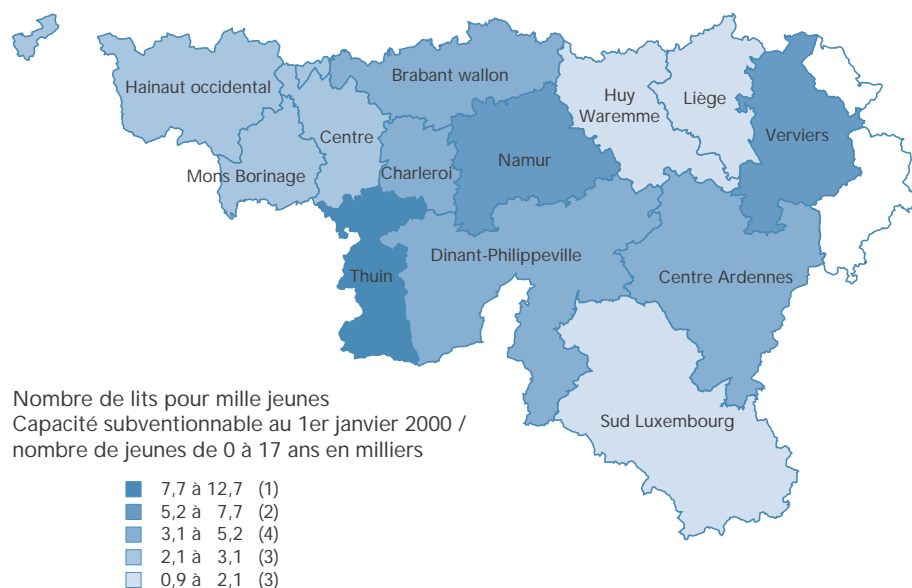 Brabant wallon
Hainaut occidental
Huy
Waremme
Liège
Centre
Verviers
Namur
Mons Borinage
Charleroi
Dinant-Philippeville
Thuin
Centre Ardennes
Nombre de lits pour mille jeunes
Capacité subventionnable au 1er janvier 2000 /
nombre de jeunes de 0 à 17 ans en milliers
Sud Luxembourg
7,7 à 12,7 (1)
5,2 à 7,7 (2)
3,1 à 5,2 (4)
2,1 à 3,1 (3)
0,9 à 2,1 (3)